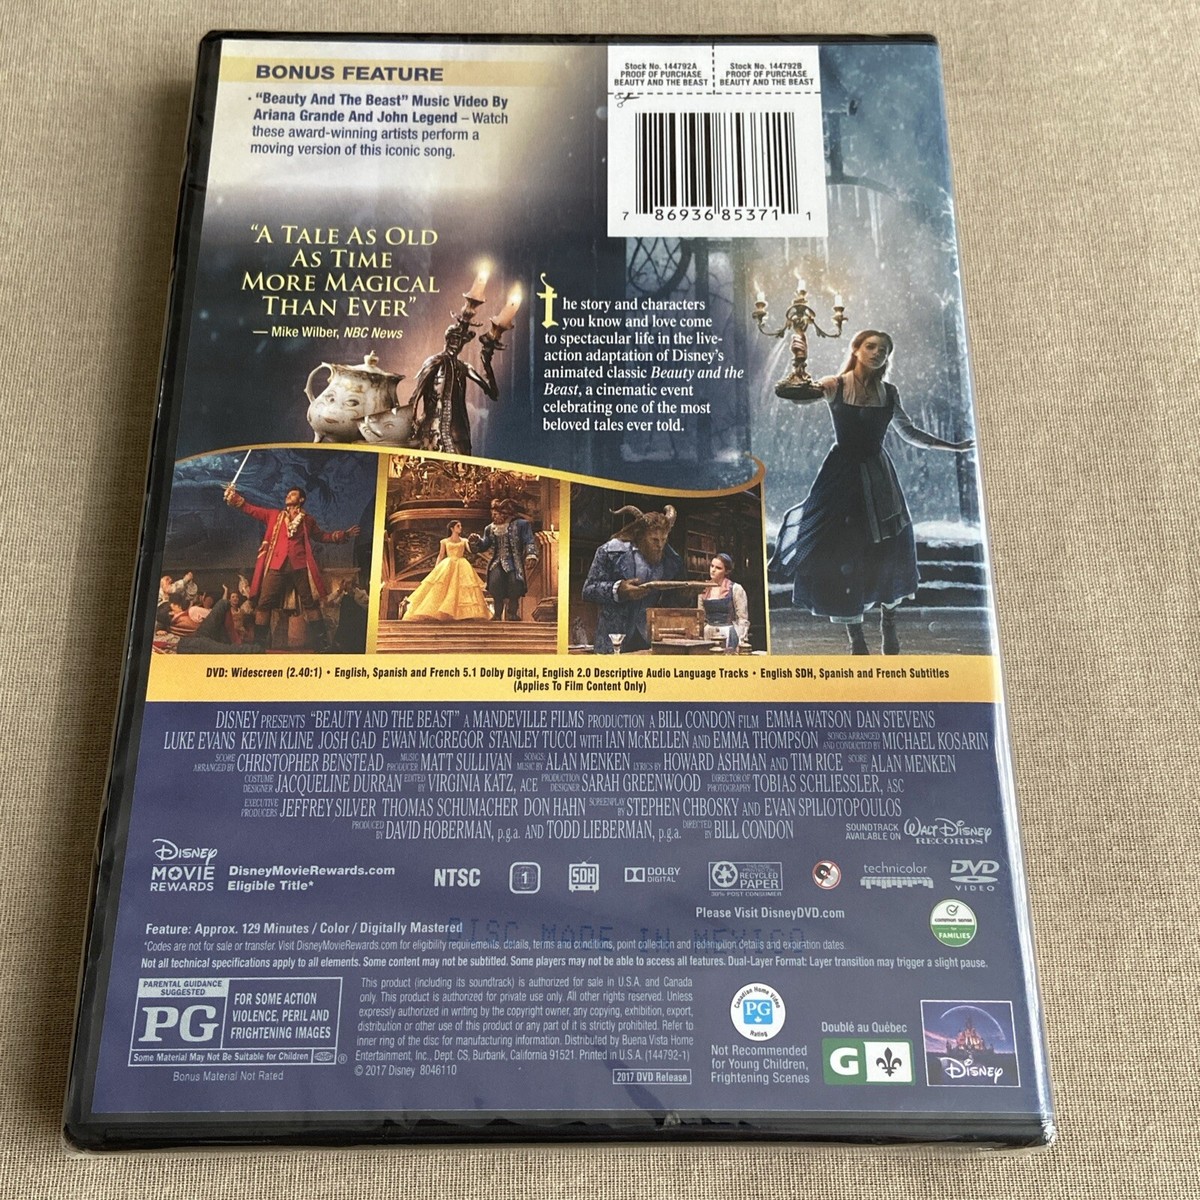 BONUS FEATURE
· “Beauty And The Beast” Music Video By
Ariana Grande And John Legend – Watch
these award-winning artists perform a
moving version of this iconic song.
Stock No. 144792A
PROOF OF PURCHASE
BEAUTY AND THE BEAST
Stock No. 144792B
PROOF OF PURCHASE
BEAUTY AND THE BEAST
7 86936 85371 1
“A TALE AS OLD
AS TIME
MORE MAGICAL
THAN EVER”
— Mike Wilber, NBC News
the story and characters
you know and love come
to spectacular life in the live-
action adaptation of Disney’s
animated classic Beauty and the
Beast, a cinematic event
celebrating one of the most
beloved tales ever told.
DVD: Widescreen (2.40:1) • English, Spanish and French 5.1 Dolby Digital, English 2.0 Descriptive Audio Language Tracks • English SDH, Spanish and French Subtitles
(Applies To Film Content Only)
DISNEY PRESENTS “BEAUTY AND THE BEAST” A MANDEVILLE FILMS PRODUCTION A BILL CONDON FILM EMMA WATSON DAN STEVENS
LUKE EVANS KEVIN KLINE JOSH GAD EWAN McGREGOR STANLEY TUCCI WITH IAN McKELLEN AND EMMA THOMPSON SONGS ARRANGED AND CONDUCTED BY MICHAEL KOSARIN
SCORE ARRANGED BY CHRISTOPHER BENSTEAD MUSIC PRODUCER MATT SULLIVAN SONGS: MUSIC BY ALAN MENKEN LYRICS BY HOWARD ASHMAN AND TIM RICE SCORE BY ALAN MENKEN
COSTUME DESIGNER JACQUELINE DURRAN EDITED BY VIRGINIA KATZ, ACE PRODUCTION DESIGNER SARAH GREENWOOD DIRECTOR OF PHOTOGRAPHY TOBIAS SCHLIESSLER, ASC
EXECUTIVE PRODUCERS JEFFREY SILVER THOMAS SCHUMACHER DON HAHN SCREENPLAY BY STEPHEN CHBOSKY AND EVAN SPILIOTOPOULOS
PRODUCED BY DAVID HOBERMAN, p.g.a. AND TODD LIEBERMAN, p.g.a. DIRECTED BY BILL CONDON
SOUNDTRACK
AVAILABLE ON
WALT DISNEY
RECORDS
Disney
MOVIE
REWARDS
DisneyMovieRewards.com
Eligible Title*
NTSC
1
SDH
DOLBY
DIGITAL
RECYCLED
PAPER
30% POST CONSUMER
technicolor
DVD
VIDEO
Please Visit DisneyDVD.com
common sense
for
FAMILIES
Feature: Approx. 129 Minutes / Color / Digitally Mastered
DISC MADE IN MEXICO
*Codes are not for sale or transfer. Visit DisneyMovieRewards.com for eligibility requirements, details, terms and conditions, point collection and redemption details and expiration dates.
Not all technical specifications apply to all elements. Some content may not be subtitled. Some players may not be able to access all features. Dual-Layer Format: Layer transition may trigger a slight pause.
PARENTAL GUIDANCE
SUGGESTED
PG
FOR SOME ACTION
VIOLENCE, PERIL AND
FRIGHTENING IMAGES
Some Material May Not Be Suitable for Children
®
Bonus Material Not Rated
This product (including its soundtrack) is authorized for sale in U.S.A. and Canada
only. This product is authorized for private use only. All other rights reserved. Unless
expressly authorized in writing by the copyright owner, any copying, exhibition, export,
distribution or other use of this product or any part of it is strictly prohibited. Refer to
inner ring of the disc for manufacturing information. Distributed by Buena Vista Home
Entertainment, Inc., Dept. CS, Burbank, California 91521. Printed in U.S.A. (144792-1)
© 2017 Disney 8046110
2017 DVD Release
Canadian Home Video
PG
Rating
Not Recommended
for Young Children,
Frightening Scenes
Doublé au Québec
G
Disney